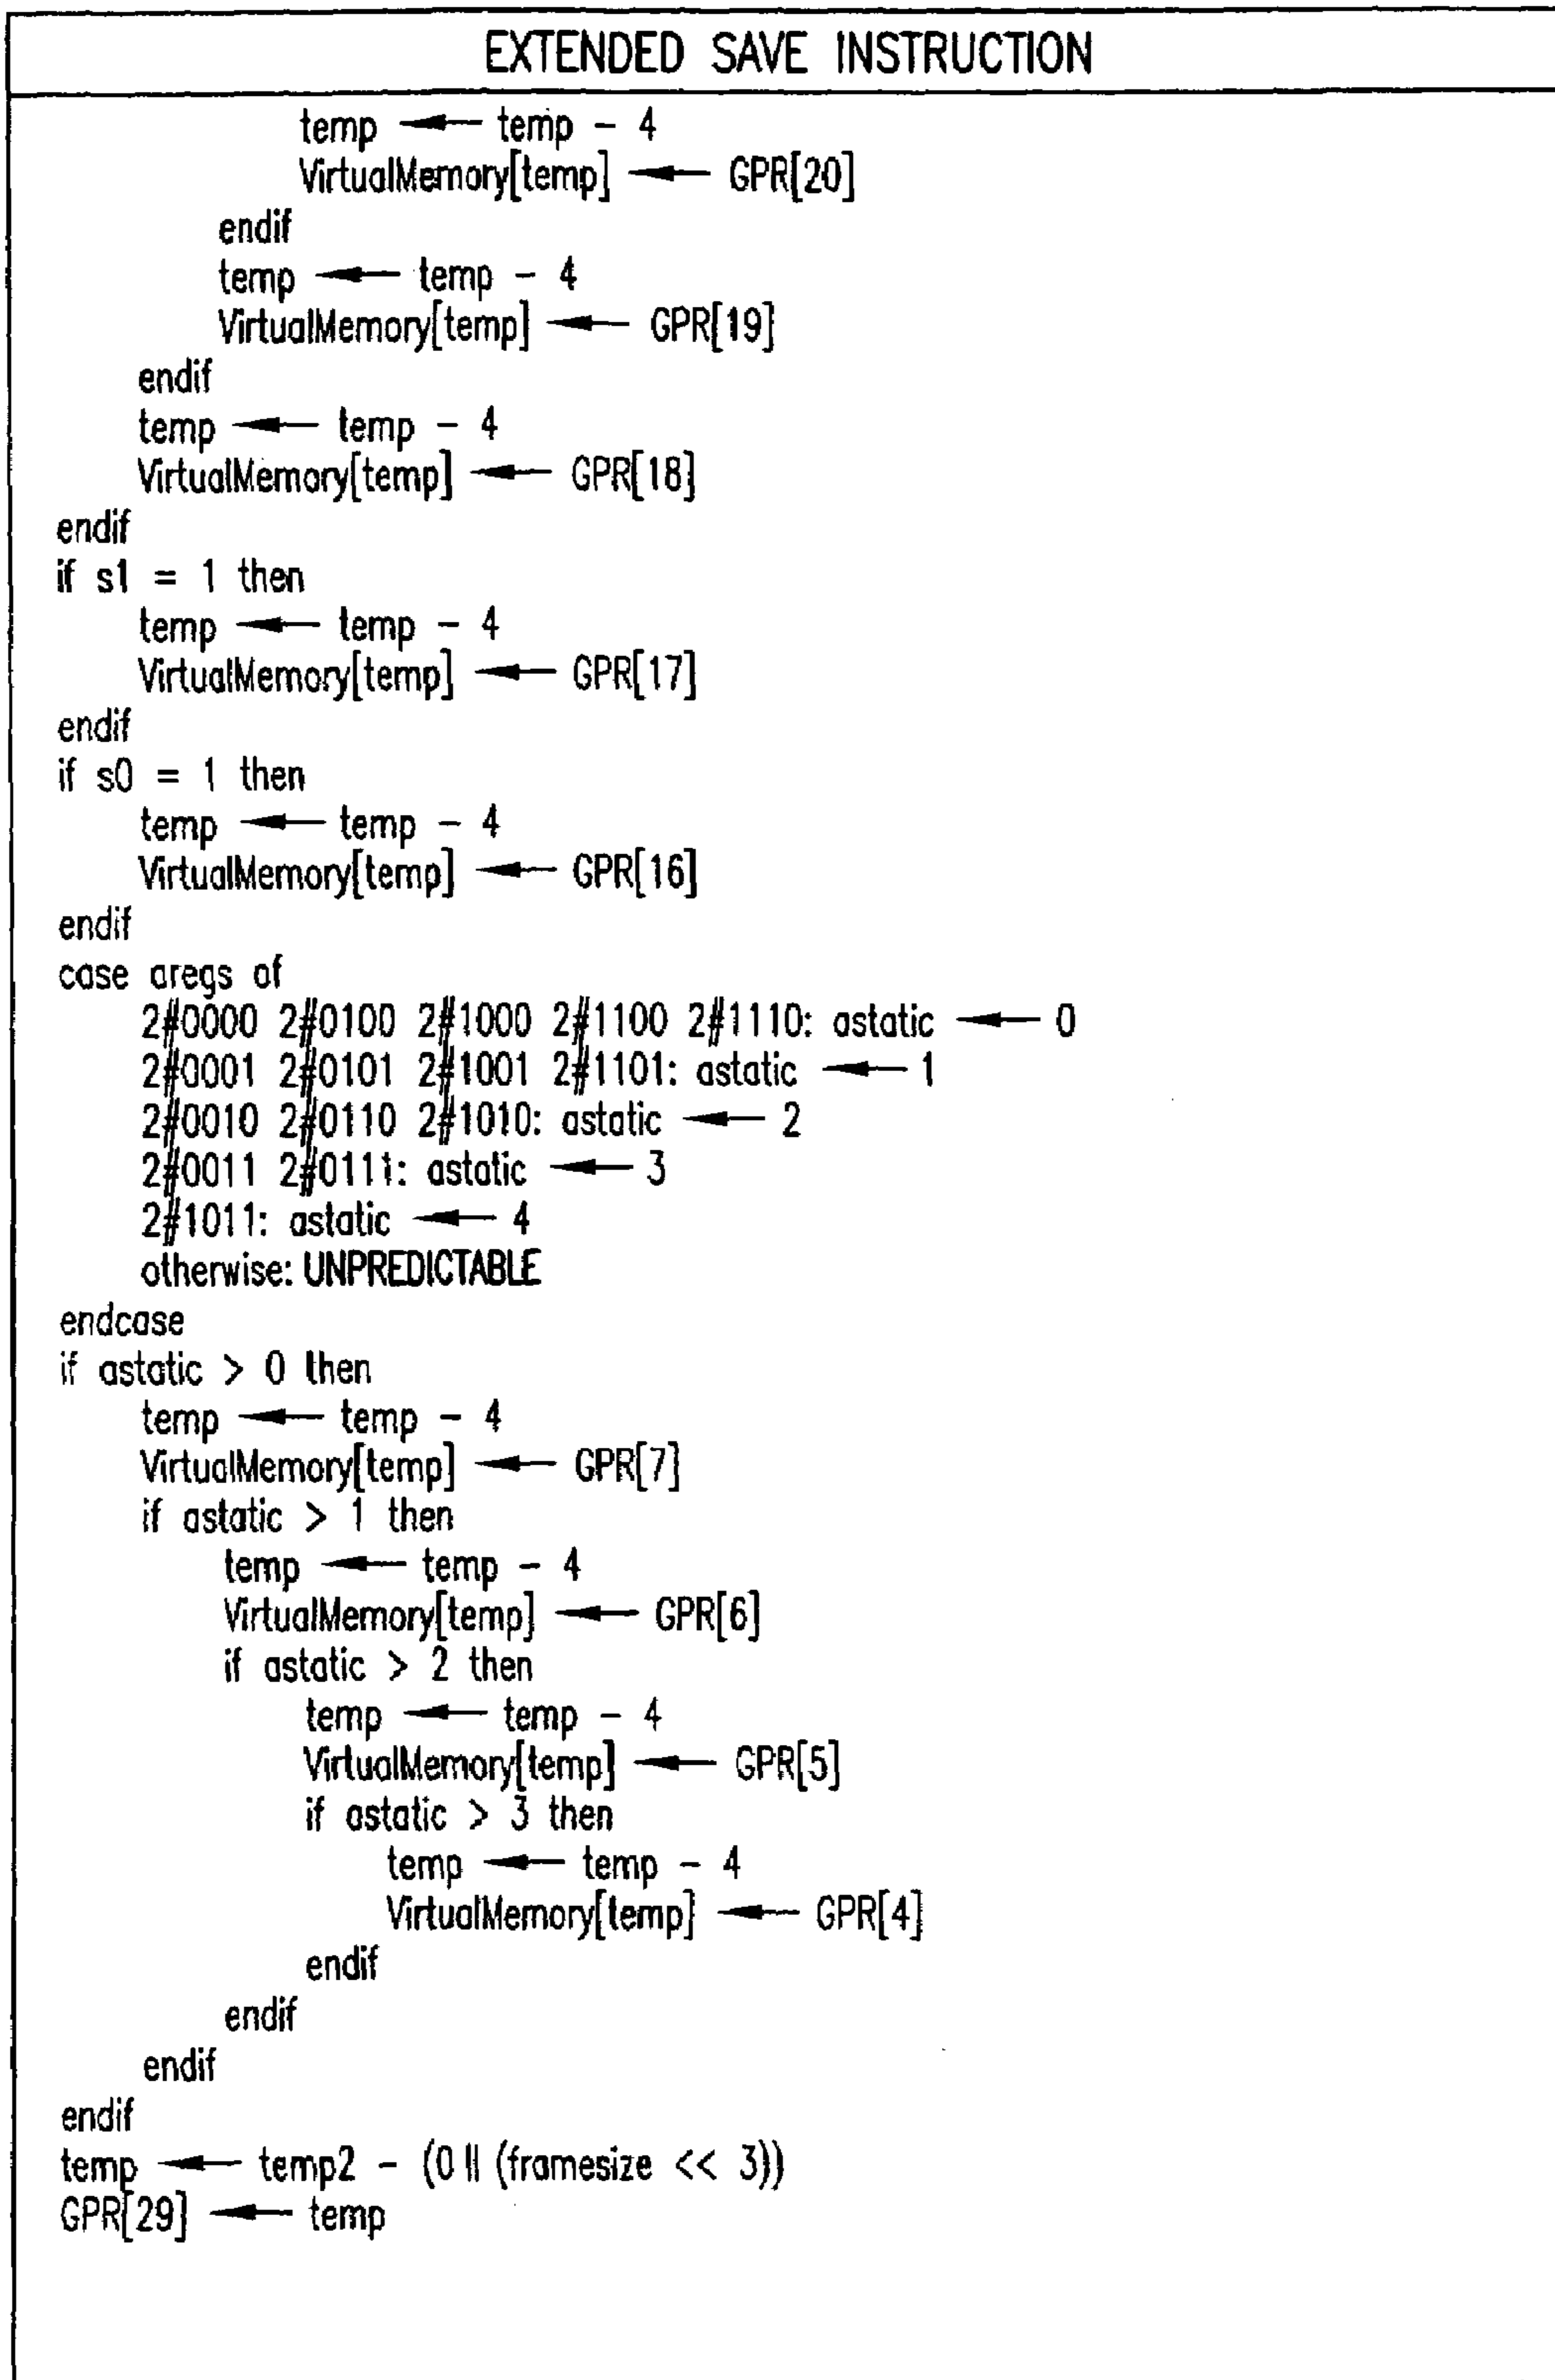 EXTENDED SAVE INSTRUCTION
temp ← temp - 4
VirtualMemory[temp] ← GPR[20]
endif
temp ← temp - 4
VirtualMemory[temp] ← GPR[19]
endif
temp ← temp - 4
VirtualMemory[temp] ← GPR[18]
endif
if s1 = 1 then
temp ← temp - 4
VirtualMemory[temp] ← GPR[17]
endif
if s0 = 1 then
temp ← temp - 4
VirtualMemory[temp] ← GPR[16]
endif
case aregs of
2#0000 2#0100 2#1000 2#1100 2#1110: astatic ← 0
2#0001 2#0101 2#1001 2#1101: astatic ← 1
2#0010 2#0110 2#1010: astatic ← 2
2#0011 2#0111: astatic ← 3
2#1011: astatic ← 4
otherwise: UNPREDICTABLE
endcase
if astatic > 0 then
temp ← temp - 4
VirtualMemory[temp] ← GPR[7]
if astatic > 1 then
temp ← temp - 4
VirtualMemory[temp] ← GPR[6]
if astatic > 2 then
temp ← temp - 4
VirtualMemory[temp] ← GPR[5]
if astatic > 3 then
temp ← temp - 4
VirtualMemory[temp] ← GPR[4]
endif
endif
endif
endif
temp ← temp2 - (0 || (framesize << 3))
GPR[29] ← temp